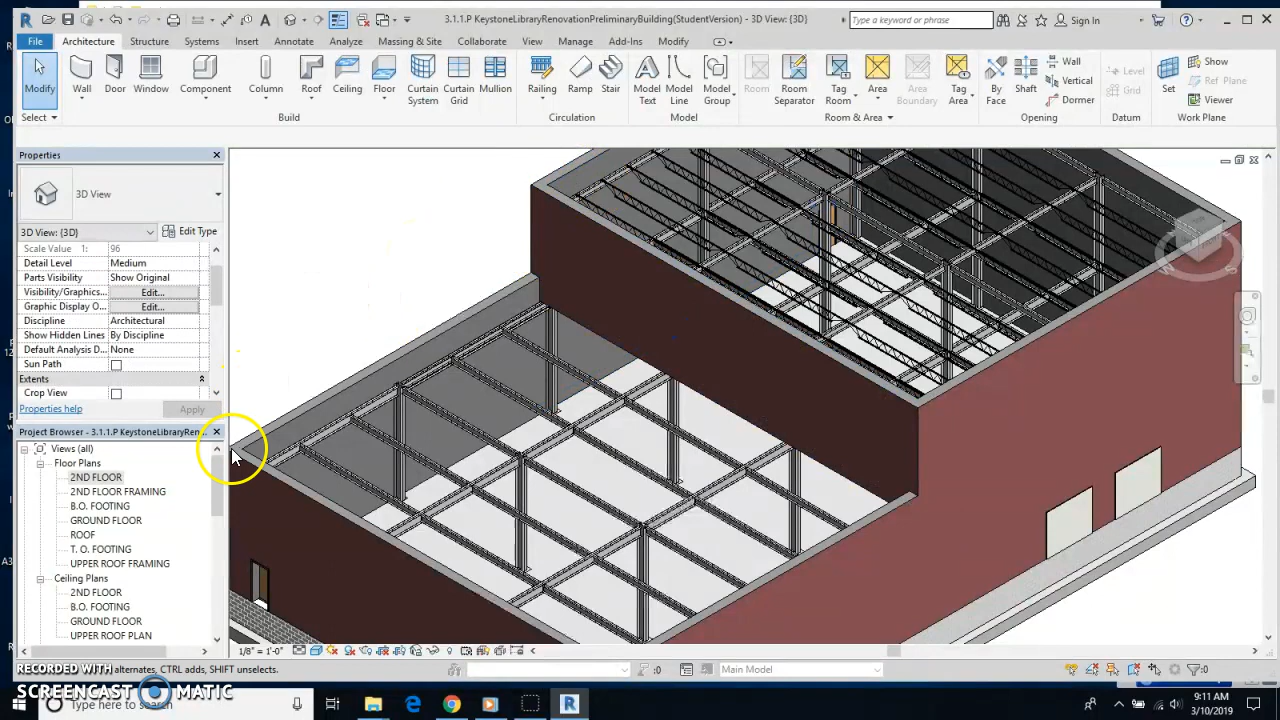 3.1.1.P KeystoneLibraryRenovationPreliminaryBuilding(StudentVersion) - 3D View: {3D}
Type a keyword or phrase
Sign In
File Architecture Structure Systems Insert Annotate Analyze Massing & Site Collaborate View Manage Add-Ins Modify
Modify Wall Door Window Component Column Roof Ceiling Floor Curtain System Curtain Grid Mullion Railing Ramp Stair Model Text Model Line Model Group Room Room Separator Tag Room Area Area Boundary Tag Area By Face Shaft Wall Vertical Dormer Level Grid Set Show Ref Plane Viewer
Select Build Circulation Model Room & Area Opening Datum Work Plane
Properties
3D View
3D View: {3D} Edit Type
Scale Value 1: 96
Detail Level Medium
Parts Visibility Show Original
Visibility/Graphics... Edit...
Graphic Display O... Edit...
Discipline Architectural
Show Hidden Lines By Discipline
Default Analysis D... None
Sun Path
Extents
Crop View
Properties help Apply
Project Browser - 3.1.1.P KeystoneLibraryRen...
Views (all)
Floor Plans
2ND FLOOR
2ND FLOOR FRAMING
B.O. FOOTING
GROUND FLOOR
ROOF
T. O. FOOTING
UPPER ROOF FRAMING
Ceiling Plans
2ND FLOOR
B.O. FOOTING
GROUND FLOOR
UPPER ROOF PLAN
1/8" = 1'-0"
alternates, CTRL adds, SHIFT unselects.
:0
Main Model
:0
RECORDED WITH
SCREENCAST MATIC
Type here to search
9:11 AM
3/10/2019